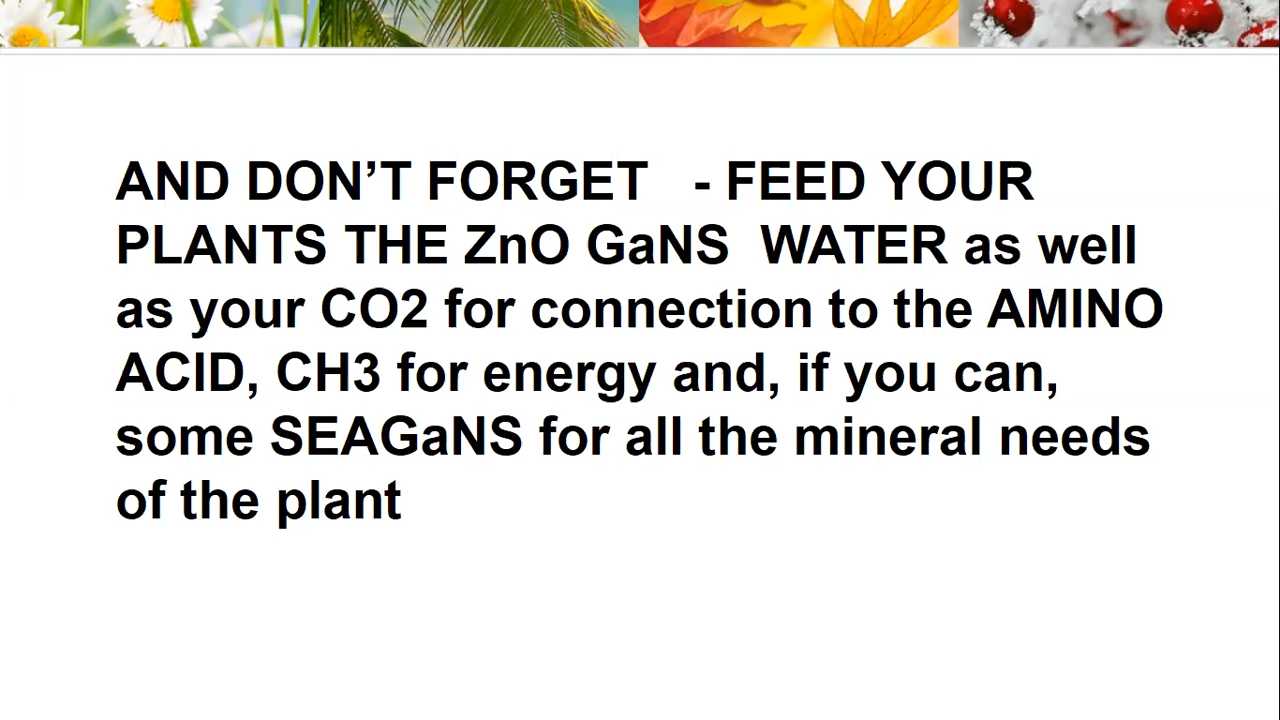 AND DON’T FORGET - FEED YOUR
PLANTS THE ZnO GaNS WATER as well
as your CO2 for connection to the AMINO
ACID, CH3 for energy and, if you can,
some SEAGaNS for all the mineral needs
of the plant